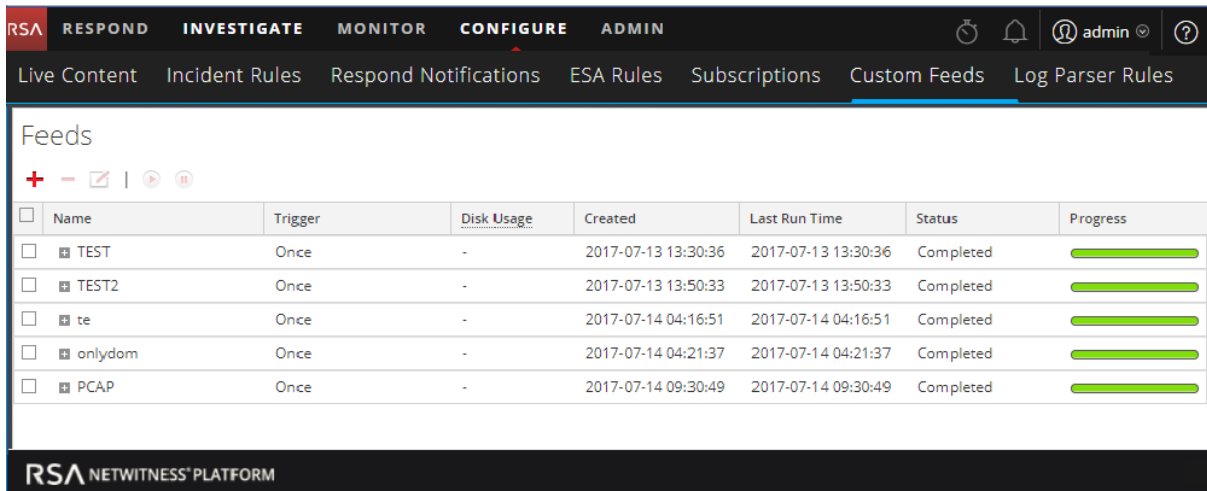 RSA RESPOND INVESTIGATE MONITOR CONFIGURE ADMIN admin ?
Live Content Incident Rules Respond Notifications ESA Rules Subscriptions Custom Feeds Log Parser Rules
Feeds
Name Trigger Disk Usage Created Last Run Time Status Progress
TEST Once - 2017-07-13 13:30:36 2017-07-13 13:30:36 Completed
TEST2 Once - 2017-07-13 13:50:33 2017-07-13 13:50:33 Completed
te Once - 2017-07-14 04:16:51 2017-07-14 04:16:51 Completed
onlydom Once - 2017-07-14 04:21:37 2017-07-14 04:21:37 Completed
PCAP Once - 2017-07-14 09:30:49 2017-07-14 09:30:49 Completed
RSA NETWITNESS® PLATFORM